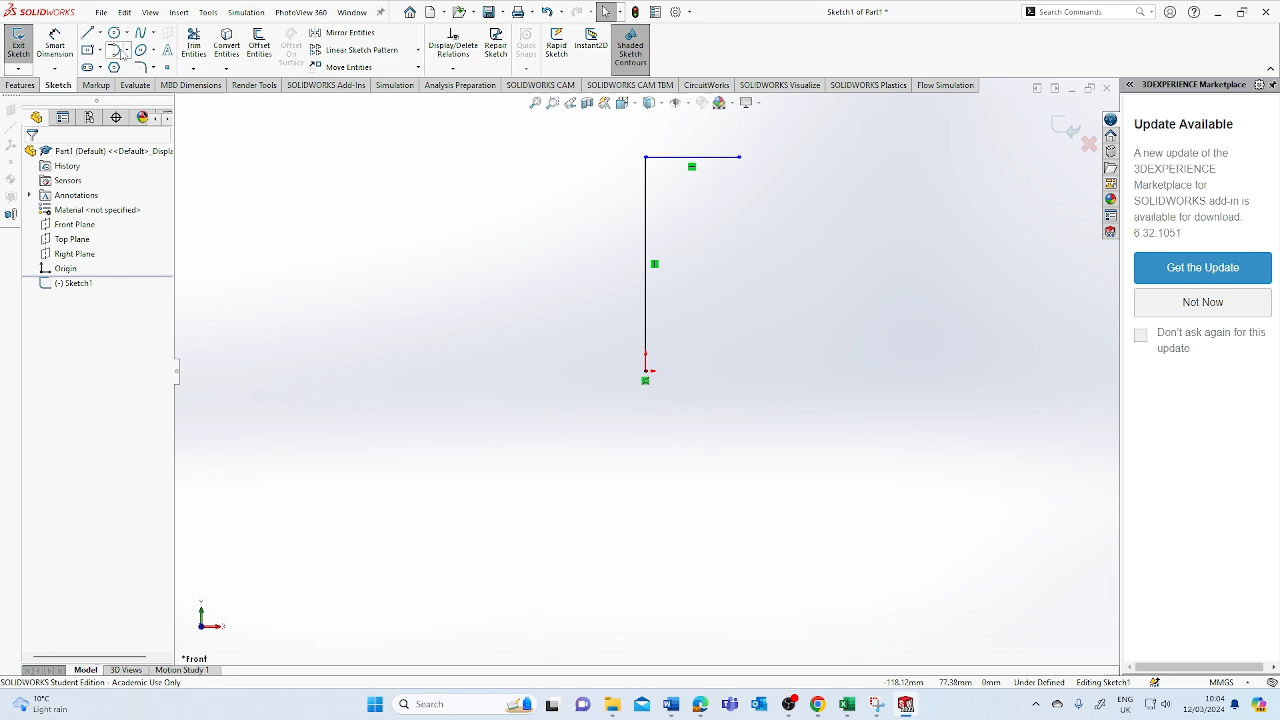 SOLIDWORKS File Edit View Insert Tools Simulation PhotoView 360 Window Sketch1 of Part1 * Search Commands
Exit Sketch Smart Dimension Trim Entities Convert Entities Offset Entities Offset On Surface Mirror Entities Linear Sketch Pattern Move Entities Display/Delete Relations Repair Sketch Quick Snaps Rapid Sketch Instant2D Shaded Sketch Contours
Features Sketch Markup Evaluate MBD Dimensions Render Tools SOLIDWORKS Add-Ins Simulation Analysis Preparation SOLIDWORKS CAM SOLIDWORKS CAM TBM CircuitWorks SOLIDWORKS Visualize SOLIDWORKS Plastics Flow Simulation
3DEXPERIENCE Marketplace
Part1 (Default) <<Default>_Displa
History
Sensors
Annotations
Material <not specified>
Front Plane
Top Plane
Right Plane
Origin
(-) Sketch1
Update Available
A new update of the
3DEXPERIENCE
Marketplace for
SOLIDWORKS add-in is
available for download.
6.32.1051
Get the Update
Not Now
Don't ask again for this
update
Y
X
*Front
Model 3D Views Motion Study 1
SOLIDWORKS Student Edition - Academic Use Only -118.12mm 77.38mm 0mm Under Defined Editing Sketch1 MMGS
10°C
Light rain
Search
ENG
UK
10:04
12/03/2024